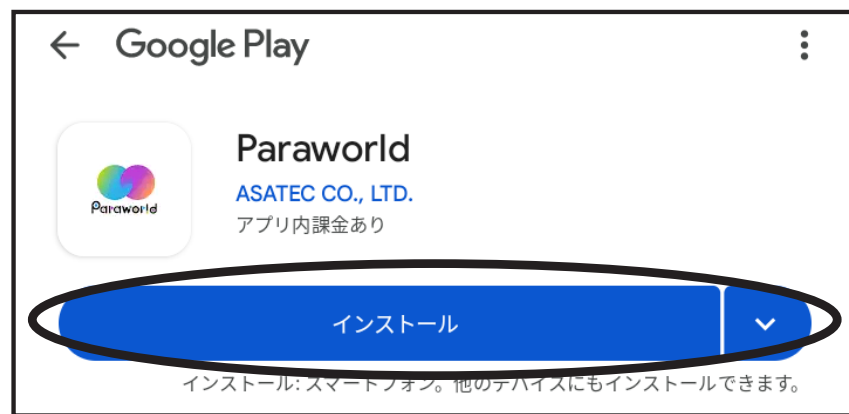 Google Play
Paraworld
Paraworld
ASATEC CO., LTD.
アプリ内課金あり
インストール
インストール: スマートフォン。他のデバイスにもインストールできます。